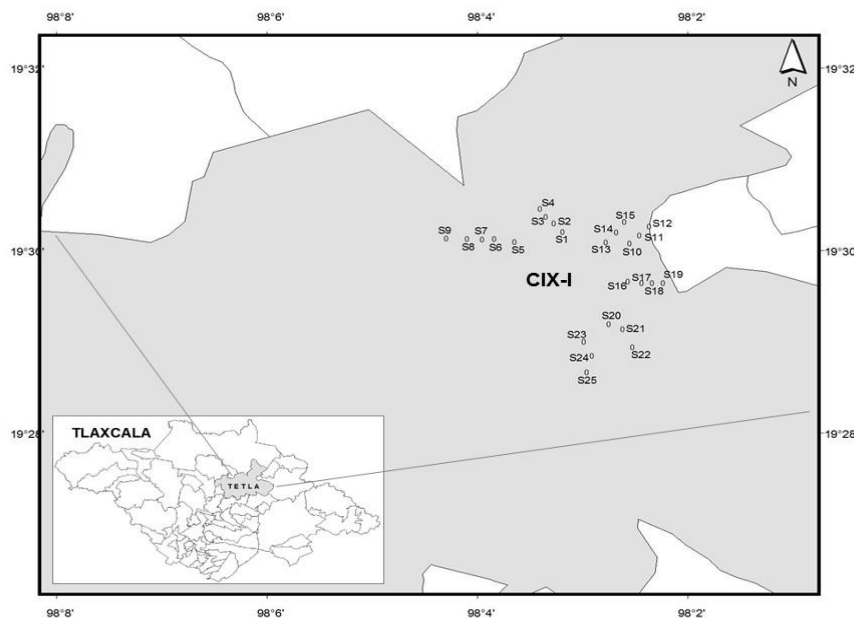 98°8' 98°6' 98°4' 98°2'
19°32' 19°32'
N
S4
S3 S2 S15 S12
S9 S7 S1 S14 S11
S8 S6 S5 S13 S10
19°30' 19°30'
CIX-I S16 S17 S18 S19
S20
S23 S21
S24 S22
S25
19°28' 19°28'
TLAXCALA
TETLA
98°8' 98°6' 98°4' 98°2'